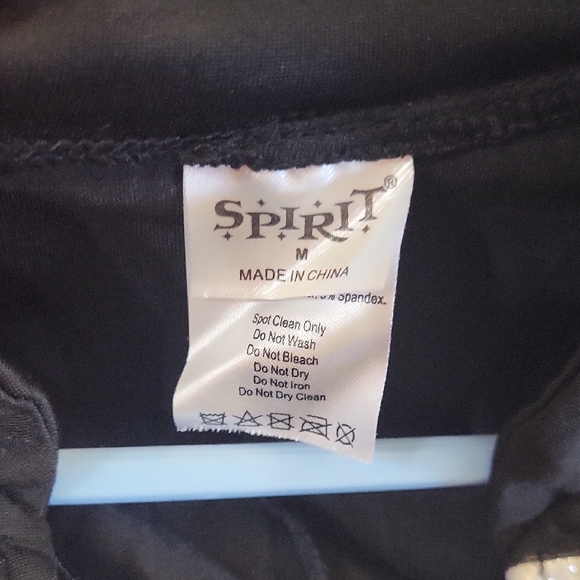 SPIRIT®
M
MADE IN CHINA
% Spandex.
Spot Clean Only
Do Not Wash
Do Not Bleach
Do Not Dry
Do Not Iron
Do Not Dry Clean